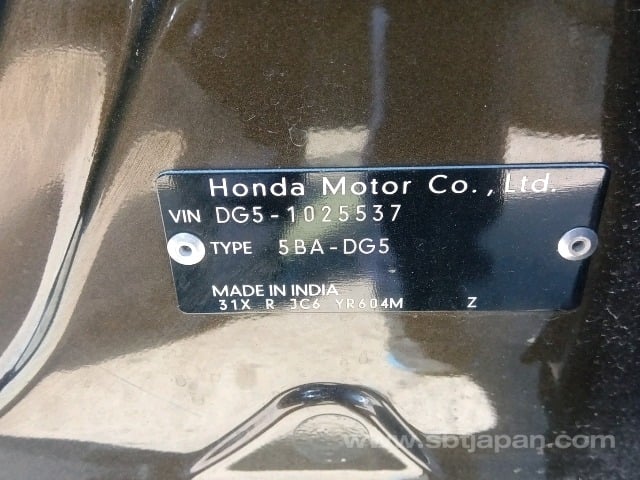 Honda Motor Co., Ltd.
VIN DG5-1025537
TYPE 5BA-DG5
MADE IN INDIA
31X R JC6 YR604M Z
www.sbtjapan.com